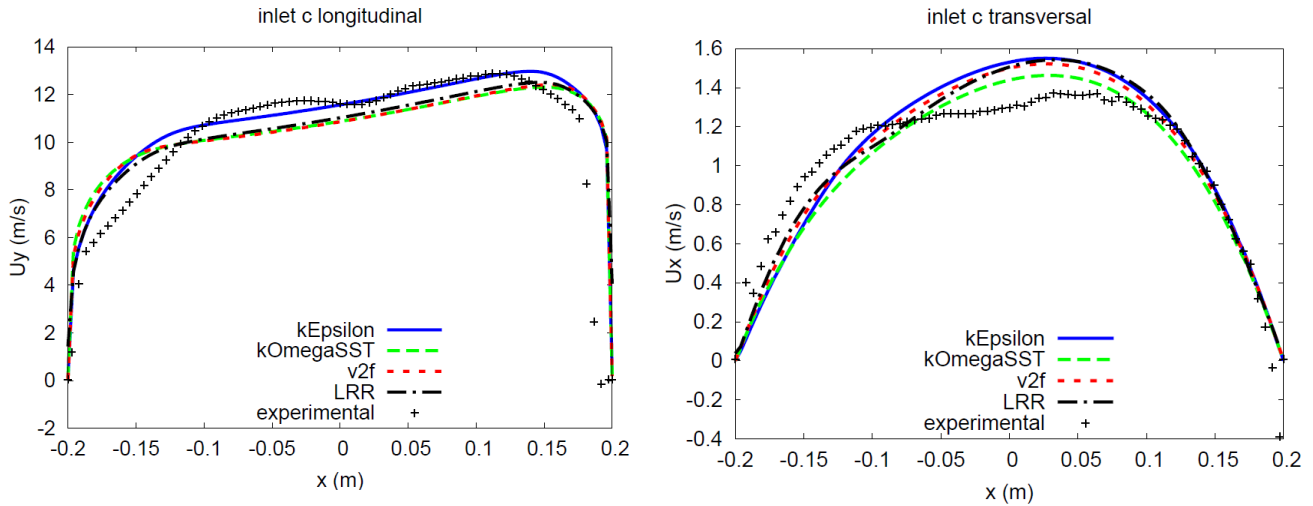 inlet c longitudinal
14
12
10
8
6
4
2
0
-2
Uy (m/s)
kEpsilon
kOmegaSST
v2f
LRR
experimental
-0.2 -0.15 -0.1 -0.05 0 0.05 0.1 0.15 0.2
x (m)
inlet c transversal
1.6
1.4
1.2
1
0.8
0.6
0.4
0.2
0
-0.2
-0.4
Ux (m/s)
kEpsilon
kOmegaSST
v2f
LRR
experimental
-0.2 -0.15 -0.1 -0.05 0 0.05 0.1 0.15 0.2
x (m)